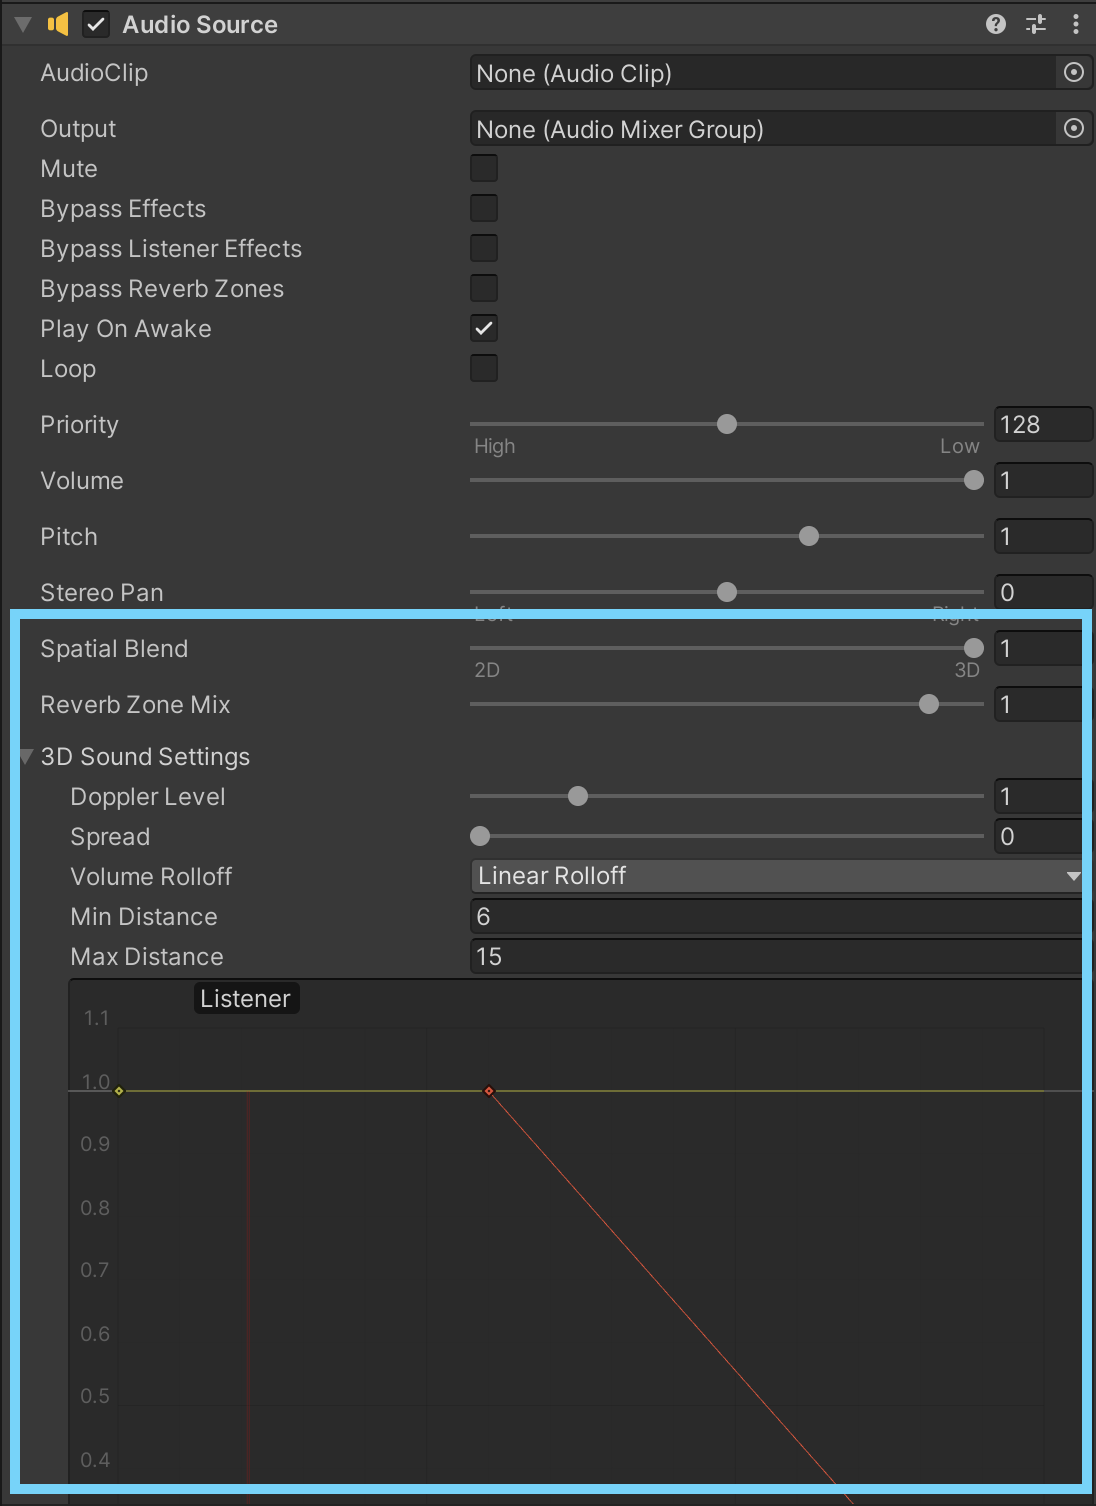 Audio Source
AudioClip None (Audio Clip)
Output None (Audio Mixer Group)
Mute
Bypass Effects
Bypass Listener Effects
Bypass Reverb Zones
Play On Awake
Loop
Priority 128
High Low
Volume 1
Pitch 1
Stereo Pan 0
Left Right
Spatial Blend 1
2D 3D
Reverb Zone Mix 1
3D Sound Settings
Doppler Level 1
Spread 0
Volume Rolloff Linear Rolloff
Min Distance 6
Max Distance 15
Listener
1.1
1.0
0.9
0.8
0.7
0.6
0.5
0.4